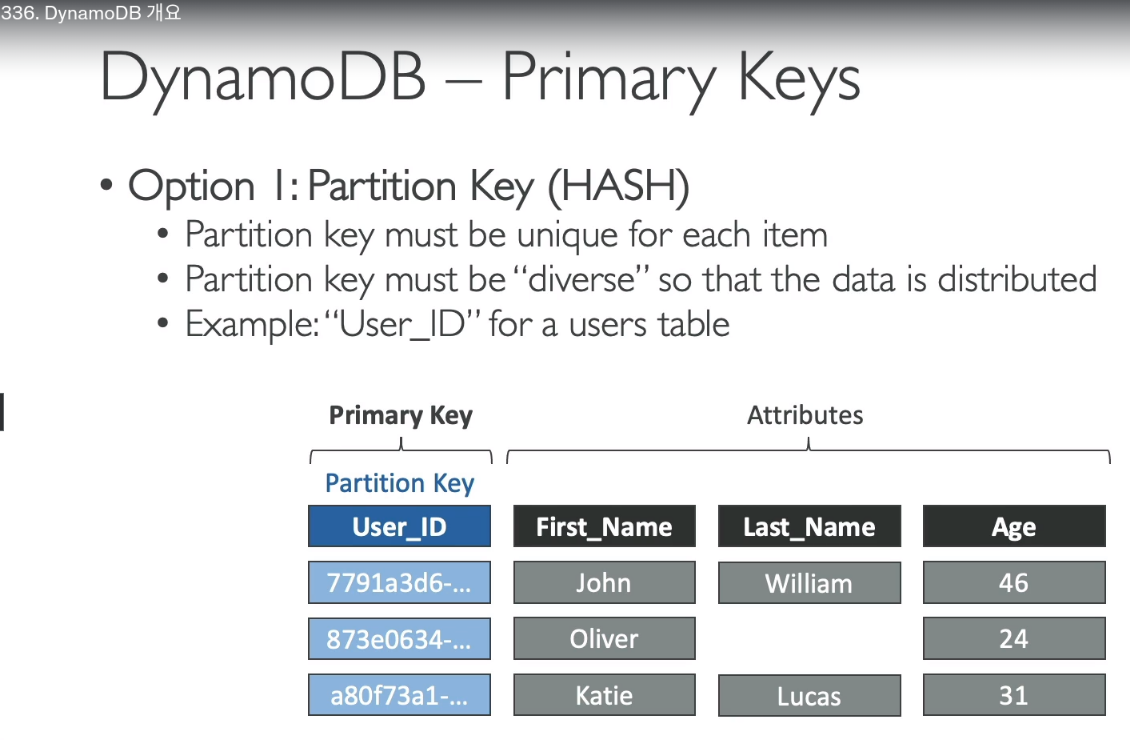 336. DynamoDB 개요
DynamoDB – Primary Keys
• Option 1: Partition Key (HASH)
• Partition key must be unique for each item
• Partition key must be “diverse” so that the data is distributed
• Example: “User_ID” for a users table
Primary Key Attributes
Partition Key
User_ID First_Name Last_Name Age
7791a3d6-... John William 46
873e0634-... Oliver 24
a80f73a1-... Katie Lucas 31